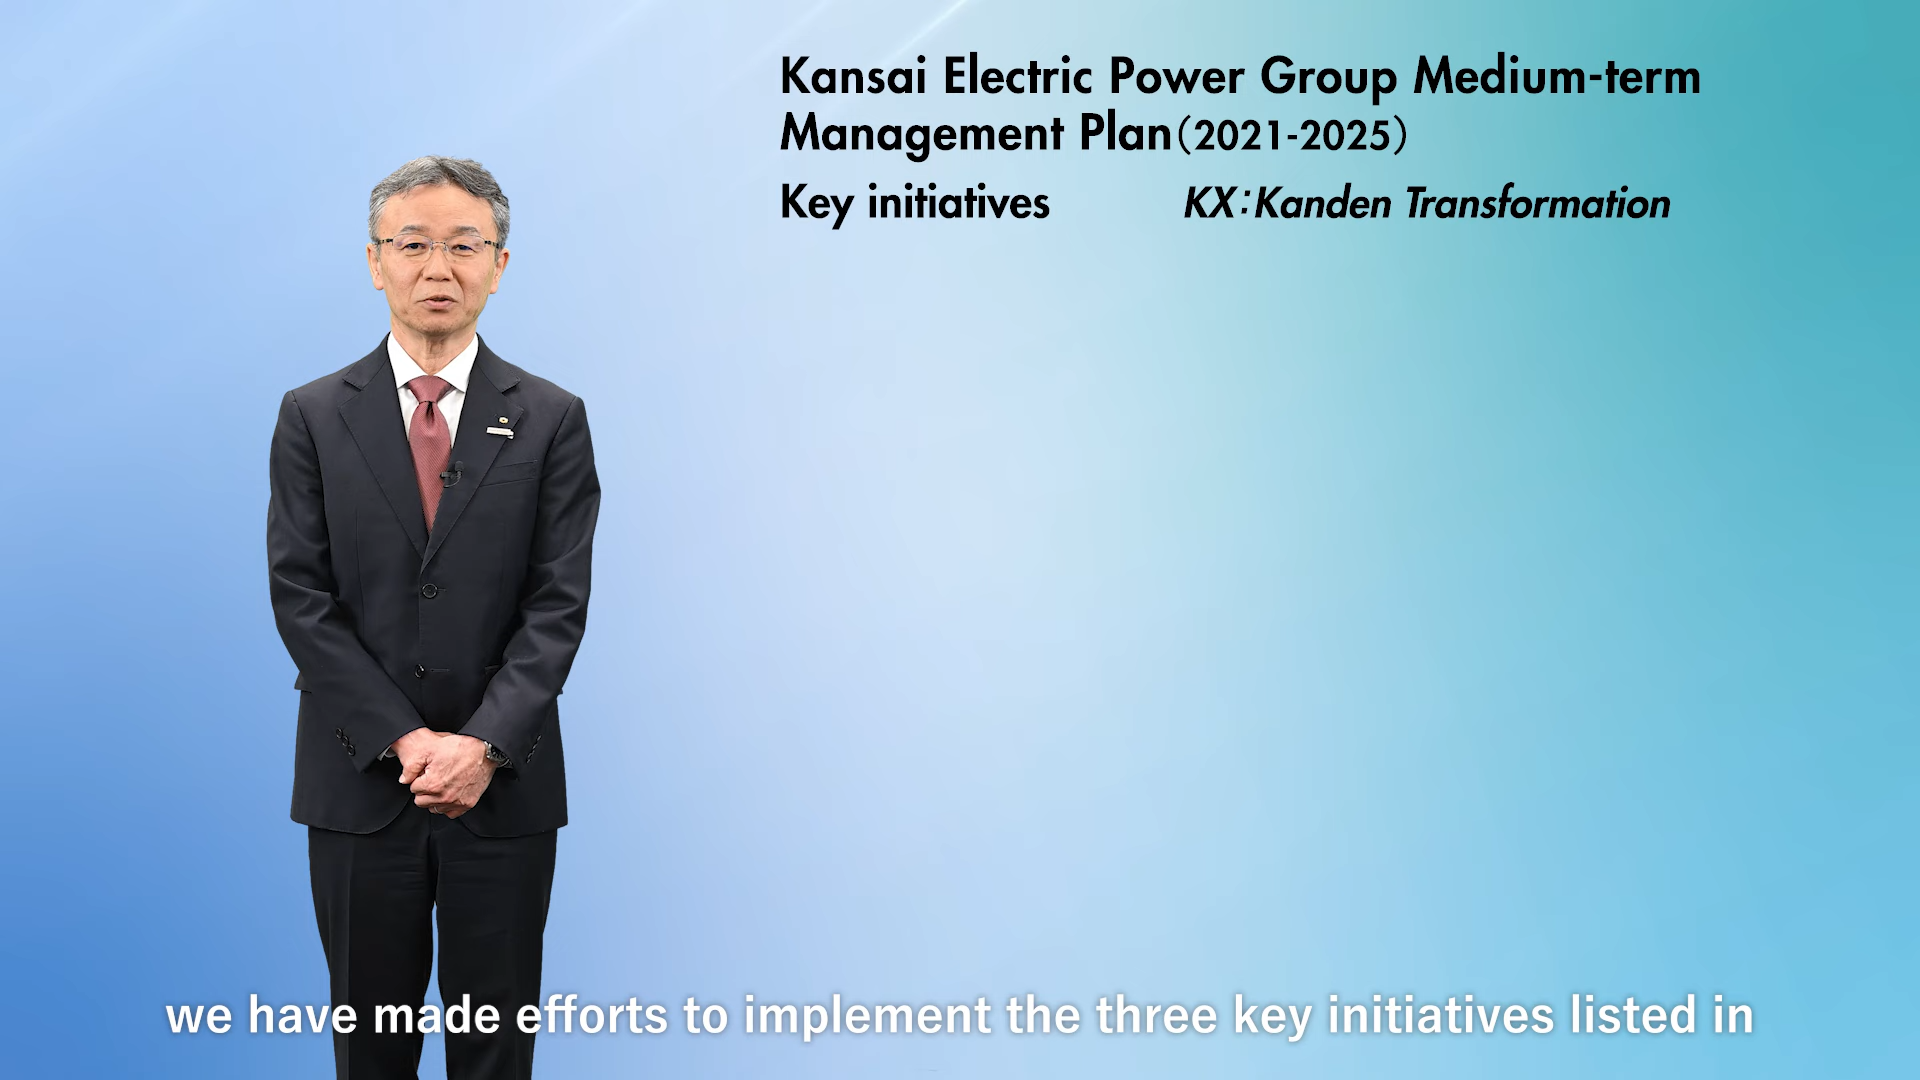 Kansai Electric Power Group Medium-term
Management Plan（2021-2025）
Key initiatives KX：Kanden Transformation
we have made efforts to implement the three key initiatives listed in